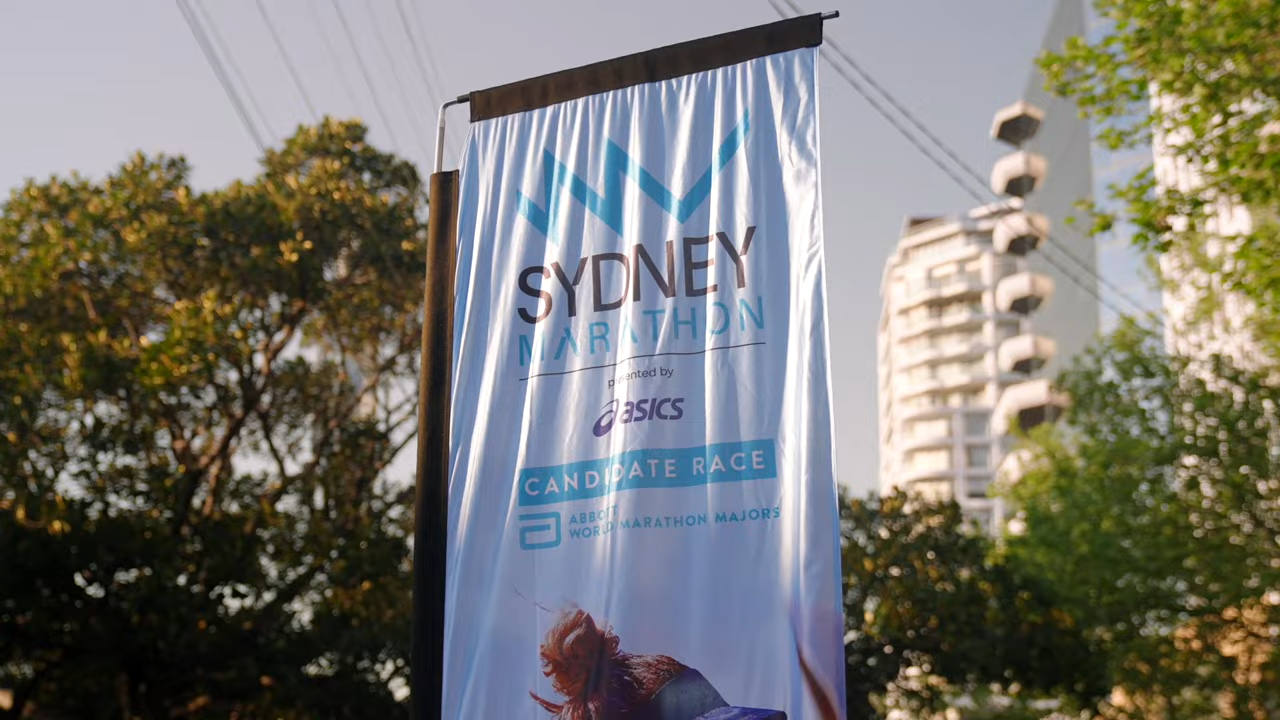 SYDNEY
MARATHON
presented by
asics
CANDIDATE RACE
ABBOTT
WORLD MARATHON MAJORS